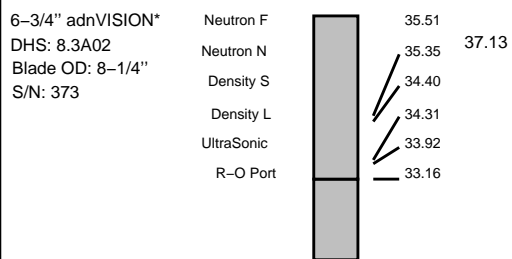 6–3/4’’ adnVISION*
DHS: 8.3A02
Blade OD: 8–1/4’’
S/N: 373
Neutron F 35.51
Neutron N 35.35 37.13
Density S 34.40
Density L 34.31
UltraSonic 33.92
R–O Port 33.16